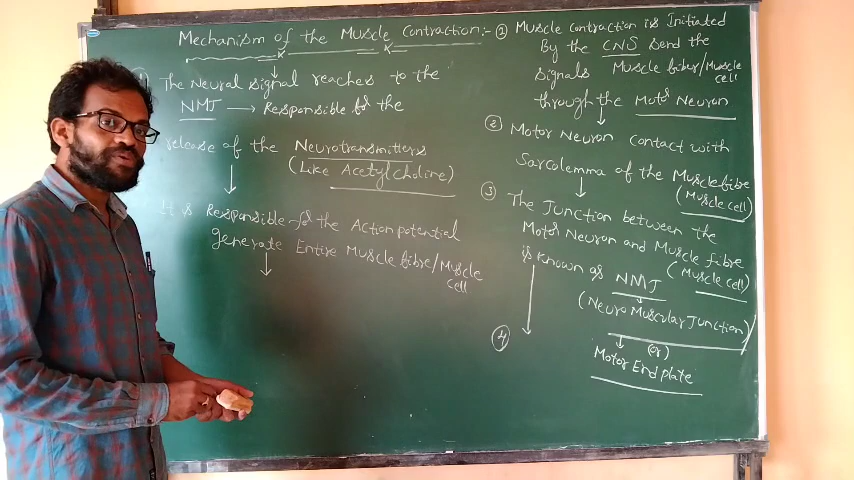 Mechanism of the Muscle Contraction:-
① Muscle contraction is Initiated
By the CNS send the
signals Muscle fiber/Muscle
cell
through the Motor Neuron
② Motor Neuron contact with
Sarcolemma of the Muscle fibre
(Muscle cell)
③ The Junction between the
Motor Neuron and Muscle fibre
(Muscle cell)
is known as NMJ
(Neuro Muscular Junction)
(or)
Motor End plate
④
The Neural signal reaches to the
NMJ → Responsible for the
release of the Neurotransmitters
(Like Acetylcholine)
It is Responsible for the Action potential
generate Entire Muscle fibre/Muscle
cell